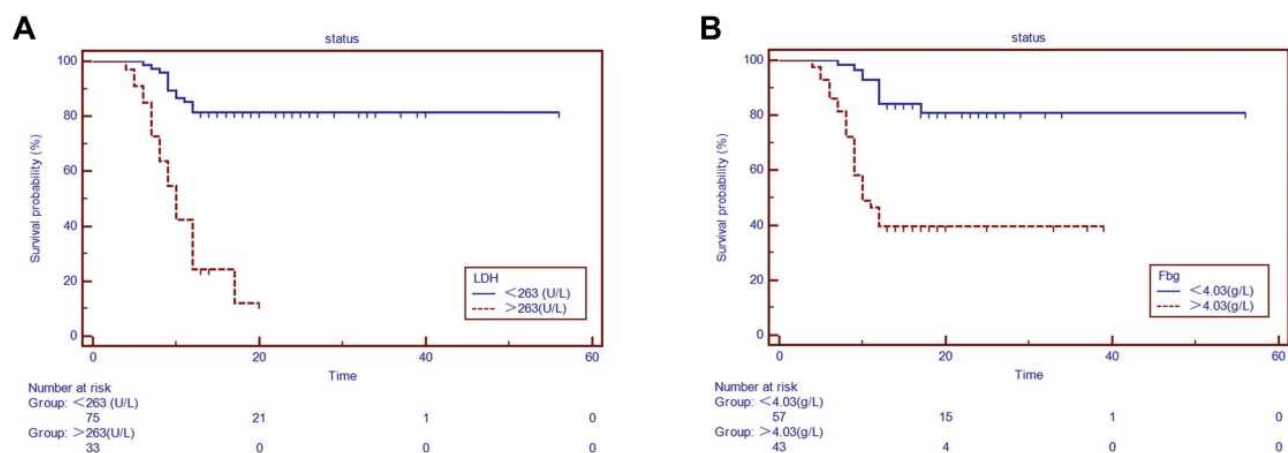 A
status
Survival probability (%)
100
80
60
40
20
0
LDH
<263 (U/L)
>263(U/L)
0 20 40 60
Time
Number at risk
Group: <263 (U/L)
75 21 1 0
Group: >263(U/L)
33 0 0 0
B
status
Survival probability (%)
100
80
60
40
20
0
Fbg
<4.03(g/L)
>4.03(g/L)
0 20 40 60
Time
Number at risk
Group: <4.03(g/L)
57 15 1 0
Group: >4.03(g/L)
43 4 0 0